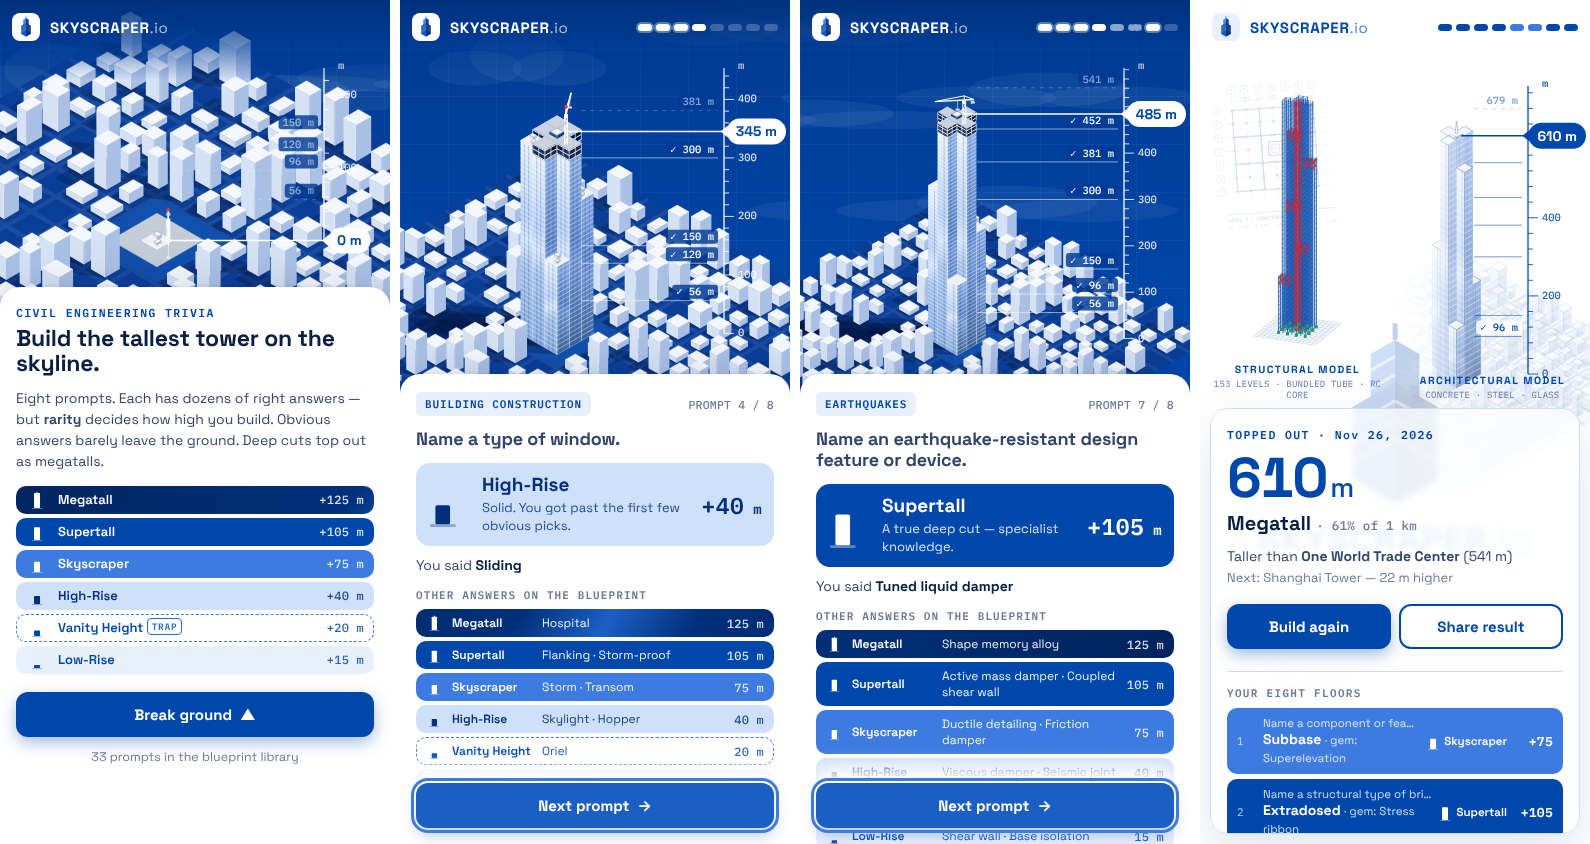 SKYSCRAPER.io
m
400
150 m
120 m
96 m
56 m
0 m
CIVIL ENGINEERING TRIVIA
Build the tallest tower on the
skyline.
Eight prompts. Each has dozens of right answers —
but rarity decides how high you build. Obvious
answers barely leave the ground. Deep cuts top out
as megatalls.
Megatall +125 m
Supertall +105 m
Skyscraper +75 m
High-Rise +40 m
Vanity Height TRAP +20 m
Low-Rise +15 m
Break ground ▲
33 prompts in the blueprint library
SKYSCRAPER.io
m
400
381 m
345 m
✓ 300 m
300
200
✓ 150 m
✓ 120 m
100
✓ 56 m
0
BUILDING CONSTRUCTION PROMPT 4 / 8
Name a type of window.
High-Rise
Solid. You got past the first few
obvious picks.
+40 m
You said Sliding
OTHER ANSWERS ON THE BLUEPRINT
Megatall Hospital 125 m
Supertall Flanking · Storm-proof 105 m
Skyscraper Storm · Transom 75 m
High-Rise Skylight · Hopper 40 m
Vanity Height Oriel 20 m
Next prompt →
SKYSCRAPER.io
m
541 m
485 m
✓ 452 m
✓ 381 m
400
✓ 300 m
300
200
✓ 150 m
✓ 96 m
100
✓ 56 m
EARTHQUAKES PROMPT 7 / 8
Name an earthquake-resistant design
feature or device.
Supertall
A true deep cut — specialist
knowledge.
+105 m
You said Tuned liquid damper
OTHER ANSWERS ON THE BLUEPRINT
Megatall Shape memory alloy 125 m
Supertall Active mass damper · Coupled
shear wall 105 m
Skyscraper Ductile detailing · Friction
damper 75 m
High-Rise Viscous damper · Seismic joint 40 m
Next prompt →
Low-Rise Shear wall · Base isolation 15 m
SKYSCRAPER.io
m
679 m
610 m
400
200
✓ 96 m
0
STRUCTURAL MODEL
153 LEVELS · BUNDLED TUBE · RC
CORE
ARCHITECTURAL MODEL
CONCRETE · STEEL · GLASS
TOPPED OUT · Nov 26, 2026
610 m
Megatall · 61% of 1 km
SKYSCRAPER.io
Taller than One World Trade Center (541 m)
Next: Shanghai Tower — 22 m higher
Build again
Share result
YOUR EIGHT FLOORS
1 Name a component or fea…
Subbase · gem:
Superelevation
Skyscraper +75
2 Name a structural type of bri…
Extradosed · gem: Stress
ribbon
Supertall +105